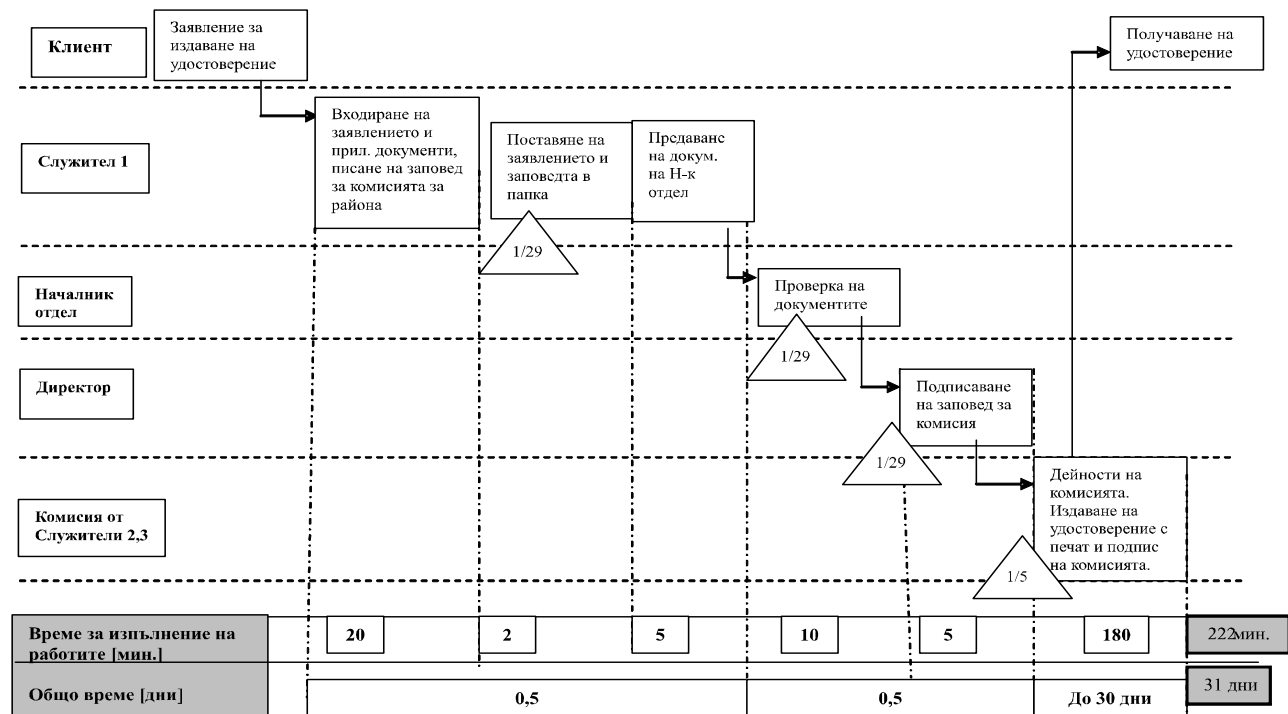 Клиент
Заявление за
издаване на
удостоверение
Получаване на
удостоверение
Служител 1
Входиране на
заявлението и
прил. документи,
писане на заповед
за комисията за
района
Поставяне на
заявлението и
заповедта в
папка
1/29
Предаване
на докум.
на Н-к
отдел
Началник
отдел
Проверка на
документите
1/29
Директор
Подписаване
на заповед за
комисия
1/29
Комисия от
Служители 2,3
Дейности на
комисията.
Издаване на
удостоверение с
печат и подпис
на комисията.
1/5
Време за изпълнение на
работите [мин.]
20
2
5
10
5
180
222мин.
Общо време [дни]
0,5
0,5
До 30 дни
31 дни